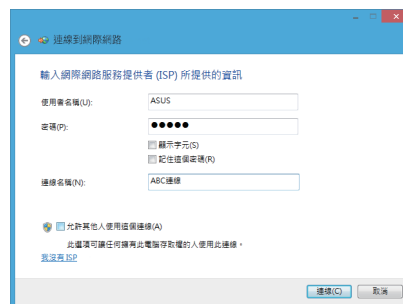 連線到網際網路
輸入網際網路服務提供者 (ISP) 所提供的資訊
使用者名稱(U): ASUS
密碼(P): ●●●●●
顯示字元(S)
記住這個密碼(R)
連線名稱(N): ABC連線
允許其他人使用這個連線(A)
此選項可讓任何擁有此電腦存取權的人使用此連線。
我沒有 ISP
連線(C) 取消